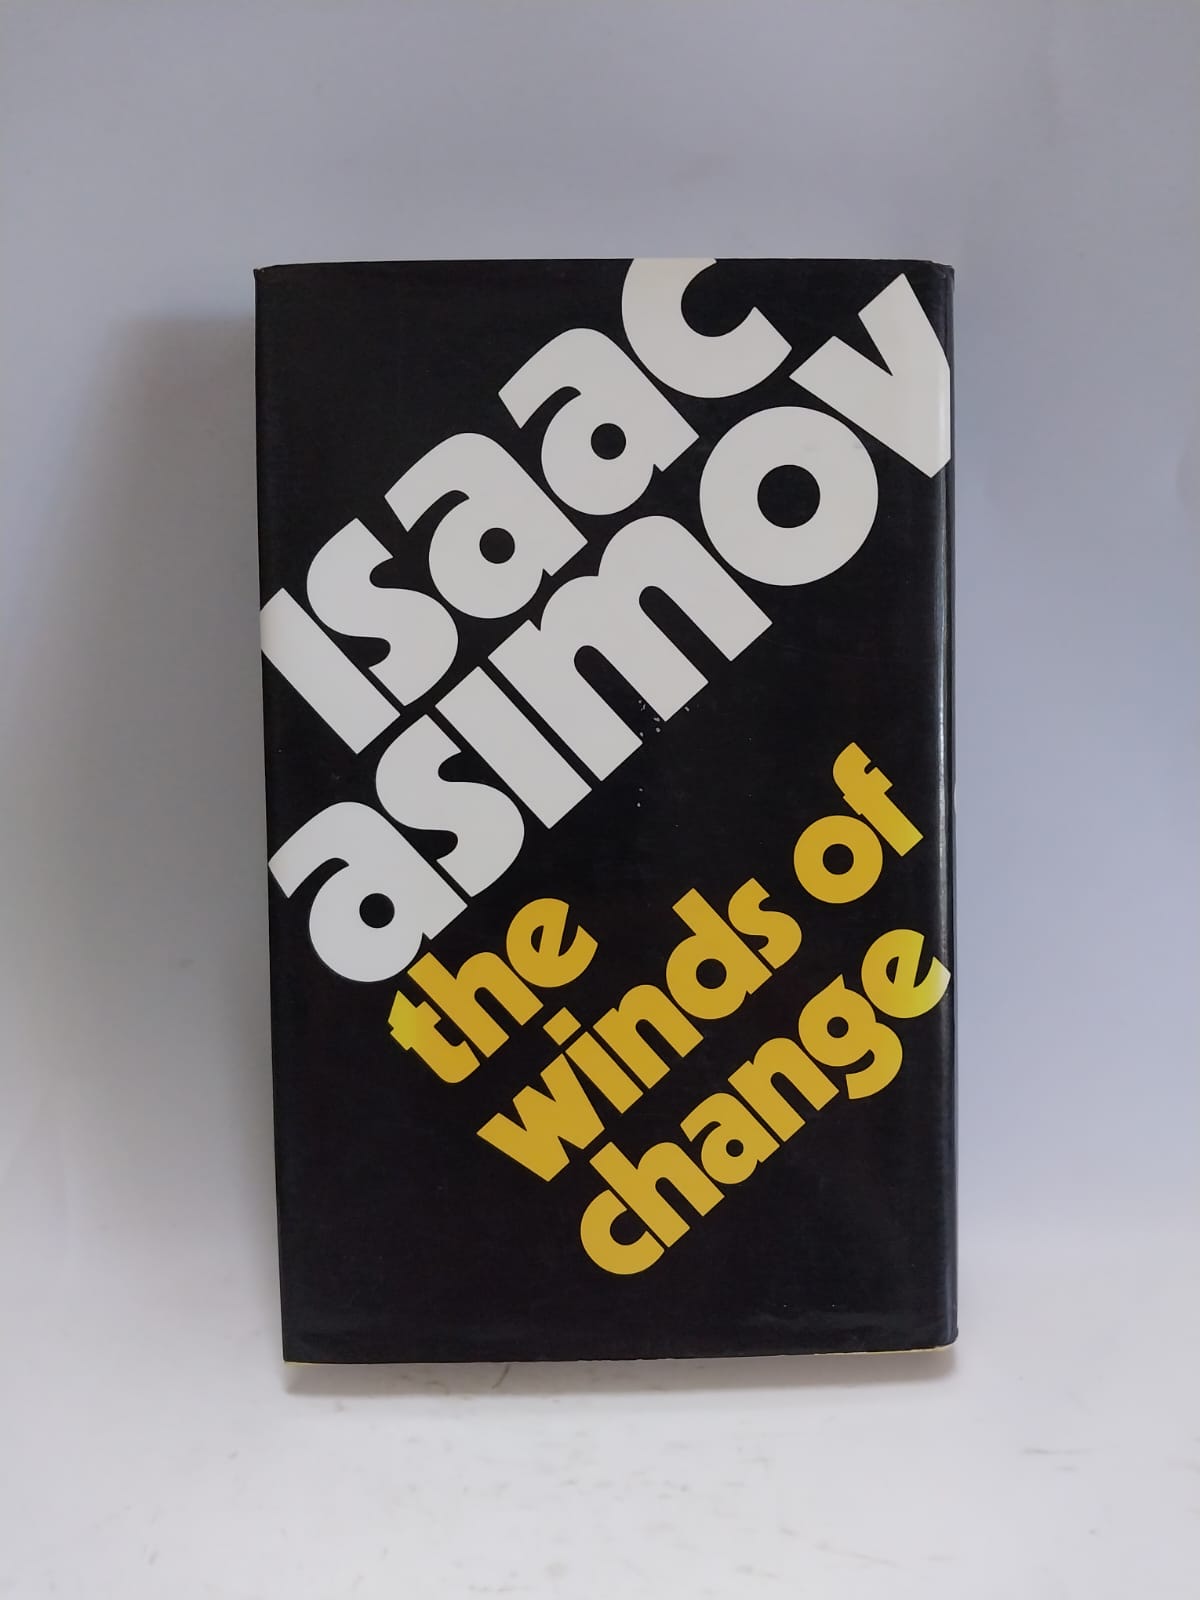 Isaac
asimov
the
winds of
change